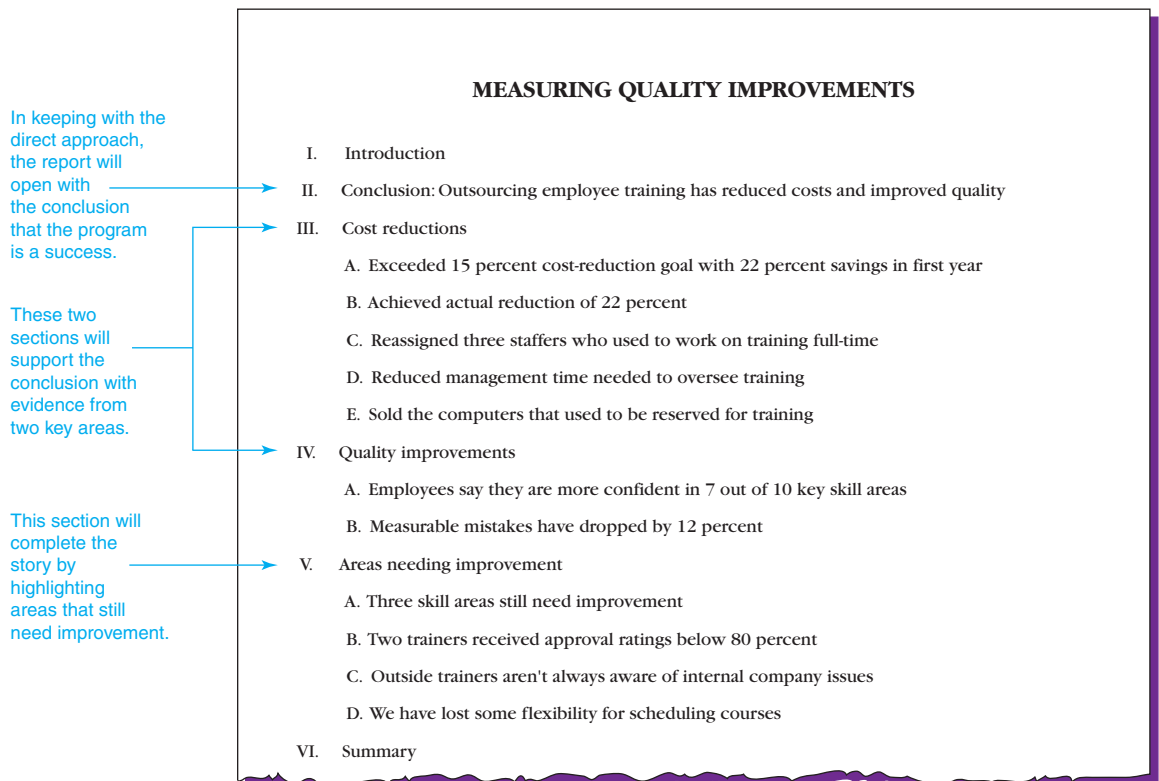 MEASURING QUALITY IMPROVEMENTS
In keeping with the
direct approach,
the report will
open with
the conclusion
that the program
is a success.
These two
sections will
support the
conclusion with
evidence from
two key areas.
This section will
complete the
story by
highlighting
areas that still
need improvement.
I. Introduction
II. Conclusion: Outsourcing employee training has reduced costs and improved quality
III. Cost reductions
A. Exceeded 15 percent cost-reduction goal with 22 percent savings in first year
B. Achieved actual reduction of 22 percent
C. Reassigned three staffers who used to work on training full-time
D. Reduced management time needed to oversee training
E. Sold the computers that used to be reserved for training
IV. Quality improvements
A. Employees say they are more confident in 7 out of 10 key skill areas
B. Measurable mistakes have dropped by 12 percent
V. Areas needing improvement
A. Three skill areas still need improvement
B. Two trainers received approval ratings below 80 percent
C. Outside trainers aren't always aware of internal company issues
D. We have lost some flexibility for scheduling courses
VI. Summary